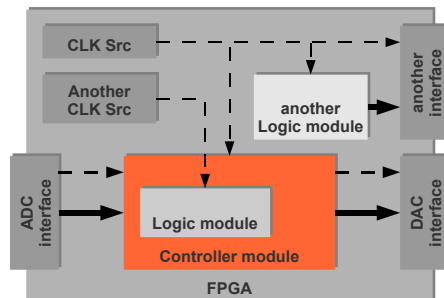 CLK Src
Another
CLK Src
another
Logic module
another
interface
ADC
interface
Logic module
Controller module
DAC
interface
FPGA